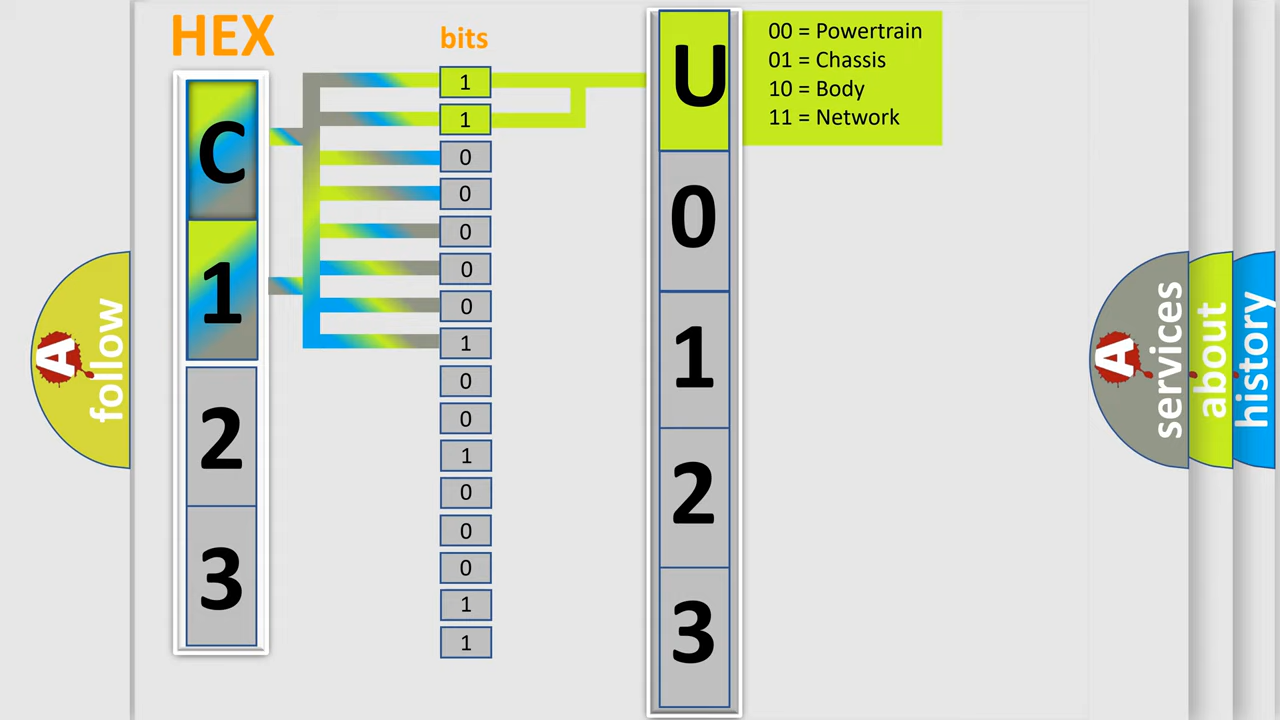 HEX
bits
C
1
2
3
1
1
0
0
0
0
0
1
0
0
1
0
0
0
1
1
U
0
1
2
3
00 = Powertrain
01 = Chassis
10 = Body
11 = Network
A
follow
A
services
about
history